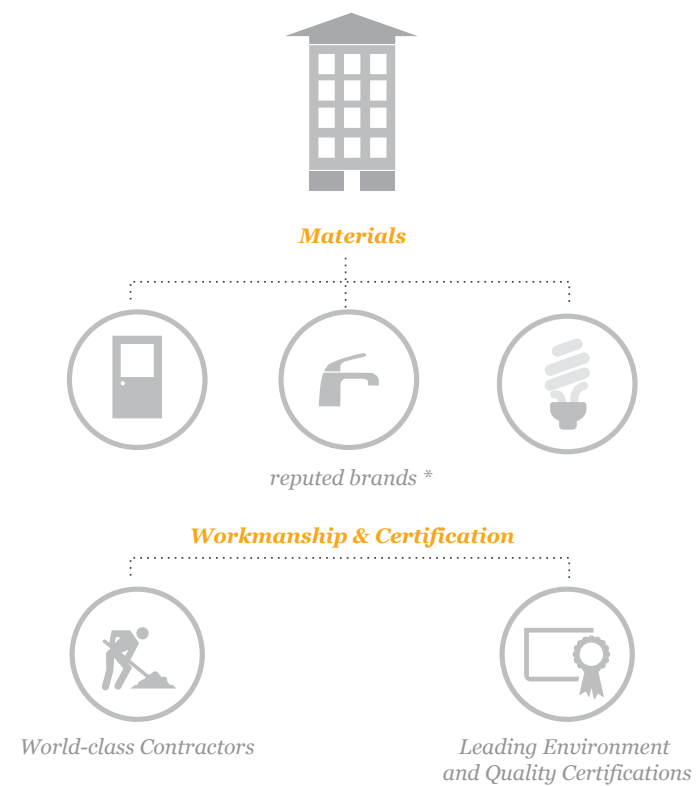 Materials
reputed brands *
Workmanship & Certification
World-class Contractors
Leading Environment
and Quality Certifications